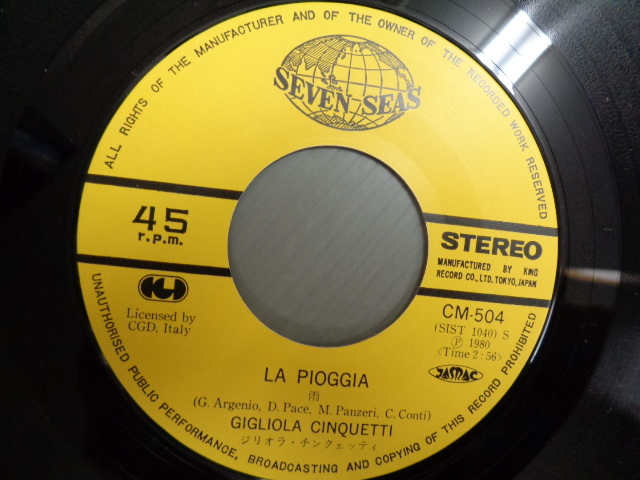 ALL RIGHTS OF THE MANUFACTURER AND OF THE OWNER OF THE RECORDED WORK RESERVED
SEVEN SEAS
45
r.p.m.
STEREO
MANUFACTURED BY KING
RECORD CO., LTD. TOKYO, JAPAN
Licensed by
CGD, Italy
CM-504
(SIST 1040) S
Ⓟ 1980
<Time 2:56>
JASRAC
LA PIOGGIA
雨
(G. Argenio, D. Pace, M. Panzeri, C. Conti)
GIGLIOLA CINQUETTI
ジリオラ・チンクェッティ
UNAUTHORISED PUBLIC PERFORMANCE, BROADCASTING AND COPYING OF THIS RECORD PROHIBITED